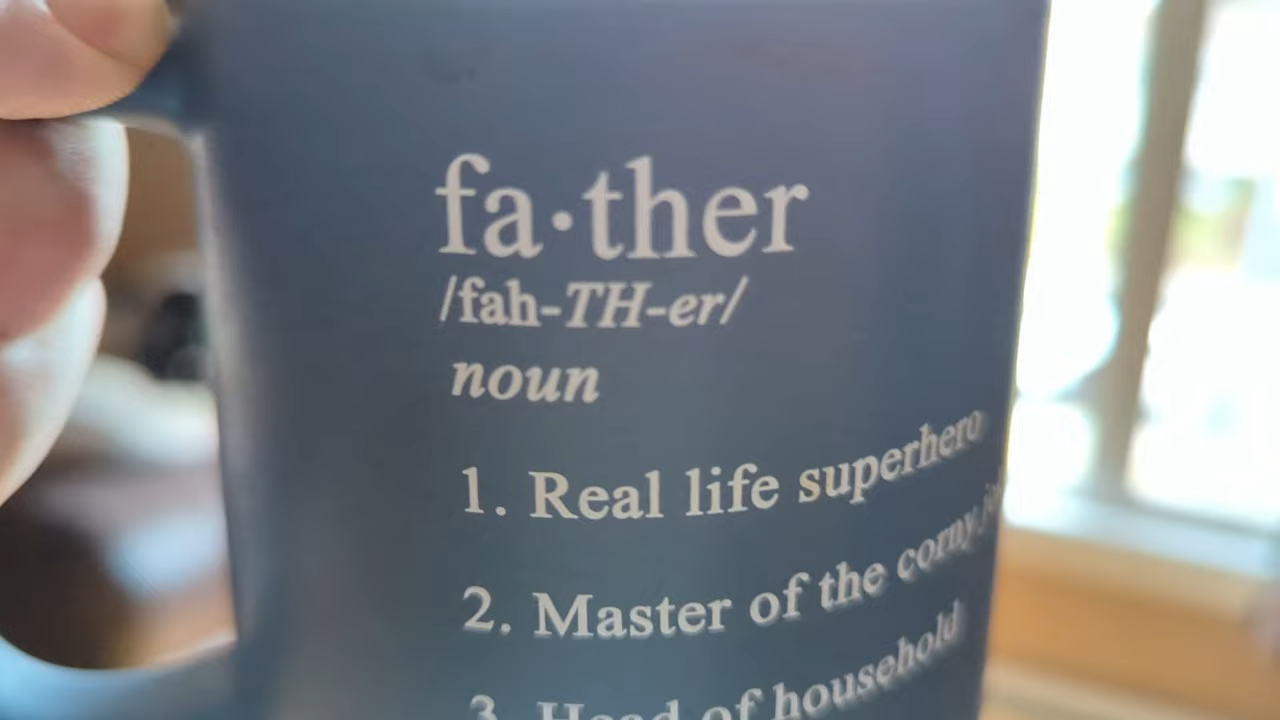 fa·ther
/fah-TH-er/
noun
1. Real life superhero
2. Master of the corny
3. Head of household